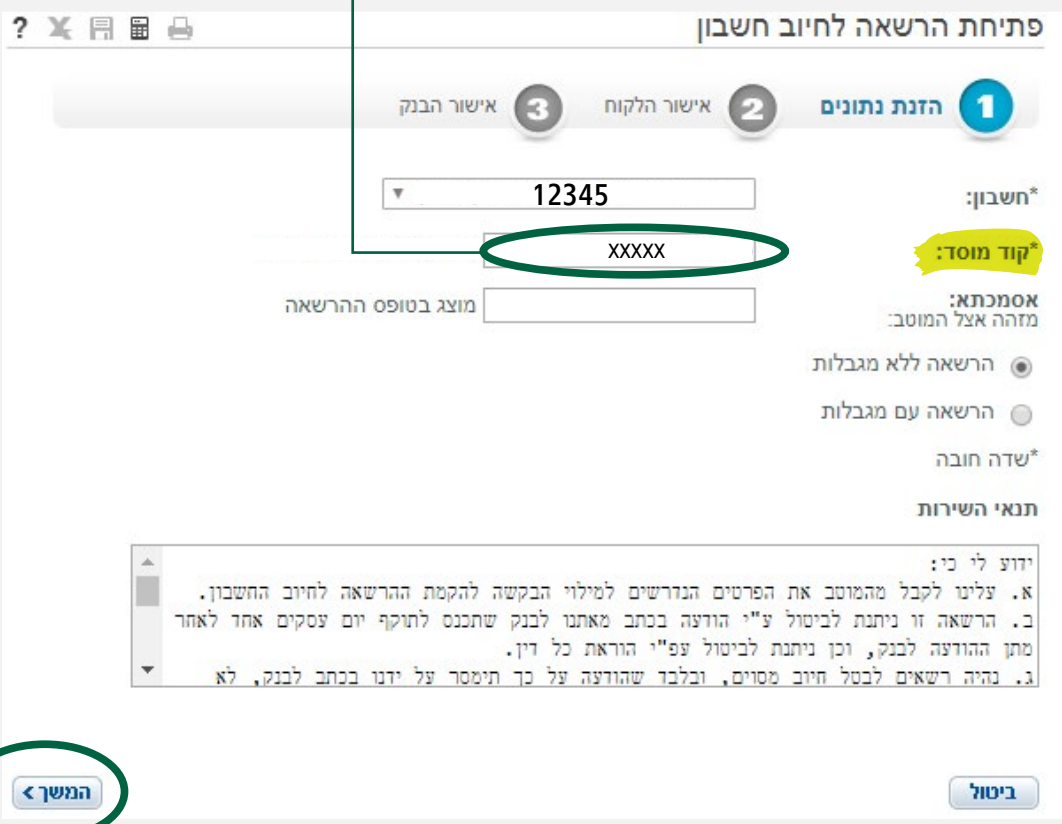 פתיחת הרשאה לחיוב חשבון
?
1 הזנת נתונים 2 אישור הלקוח 3 אישור הבנק
*חשבון: 12345
*קוד מוסד: XXXXX
אסמכתא: מוצג בטופס ההרשאה
מזהה אצל המוטב:
הרשאה ללא מגבלות
הרשאה עם מגבלות
*שדה חובה
תנאי השירות
ידוע לי כי:
א. עלינו לקבל מהמוטב את הפרטים הנדרשים למילוי הבקשה להקמת ההרשאה לחיוב החשבון.
ב. הרשאה זו ניתנת לביטול ע"י הודעה בכתב מאתנו לבנק שתכנס לתוקף יום עסקים אחד לאחר
מתן ההודעה לבנק, וכן ניתנת לביטול עפ"י הוראת כל דין.
ג. נהיה רשאים לבטל חיוב מסוים, ובלבד שהודעה על כך תימסר על ידנו בכתב לבנק, לא
ביטול
המשך >